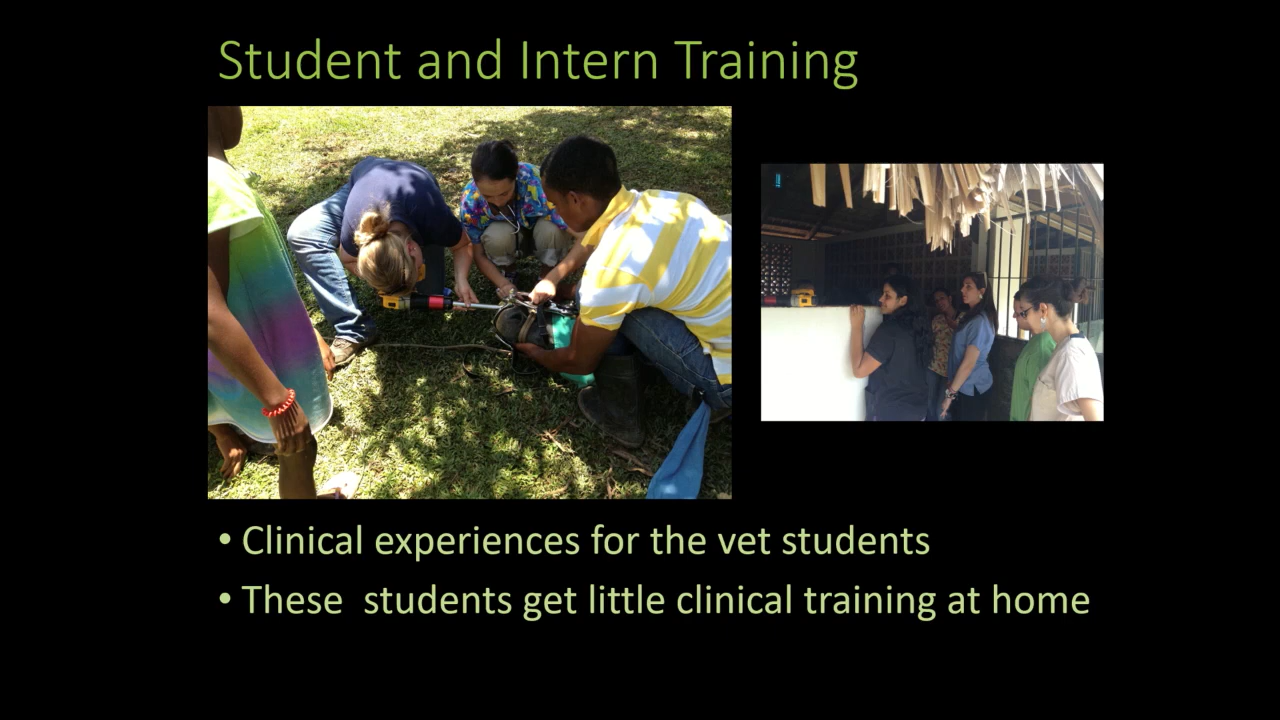 Student and Intern Training
• Clinical experiences for the vet students
• These  students get little clinical training at home